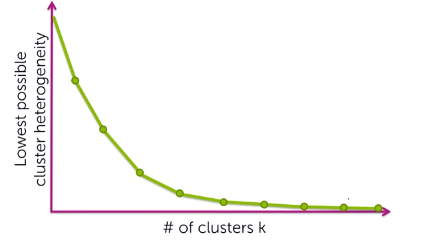 Lowest possible
cluster heterogeneity
# of clusters k